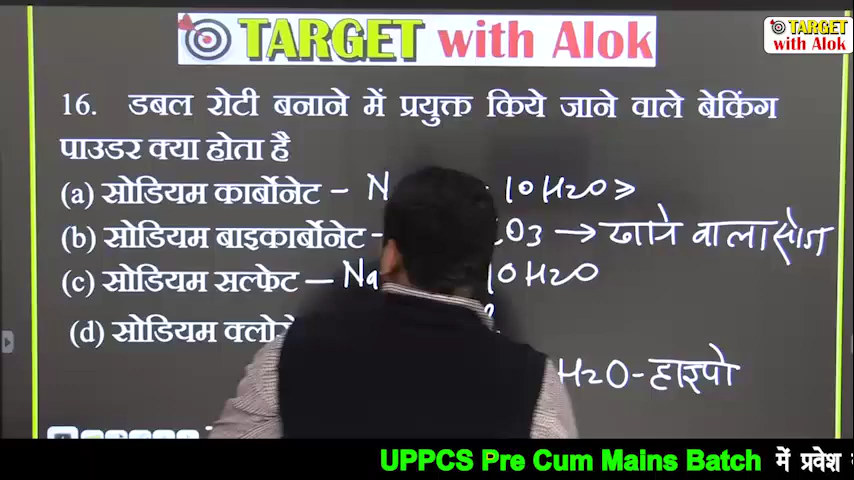 TARGET with Alok
TARGET
with Alok
16. डबल रोटी बनाने में प्रयुक्त किये जाने वाले बेकिंग
पाउडर क्या होता है
(a) सोडियम कार्बोनेट – N 10H2O
(b) सोडियम बाइकार्बोनेट – O3 → खाने वाला सोडा
(c) सोडियम सल्फेट – Na 10H2O
(d) सोडियम
H2O - हाइपो
UPPCS Pre Cum Mains Batch में प्रवेश